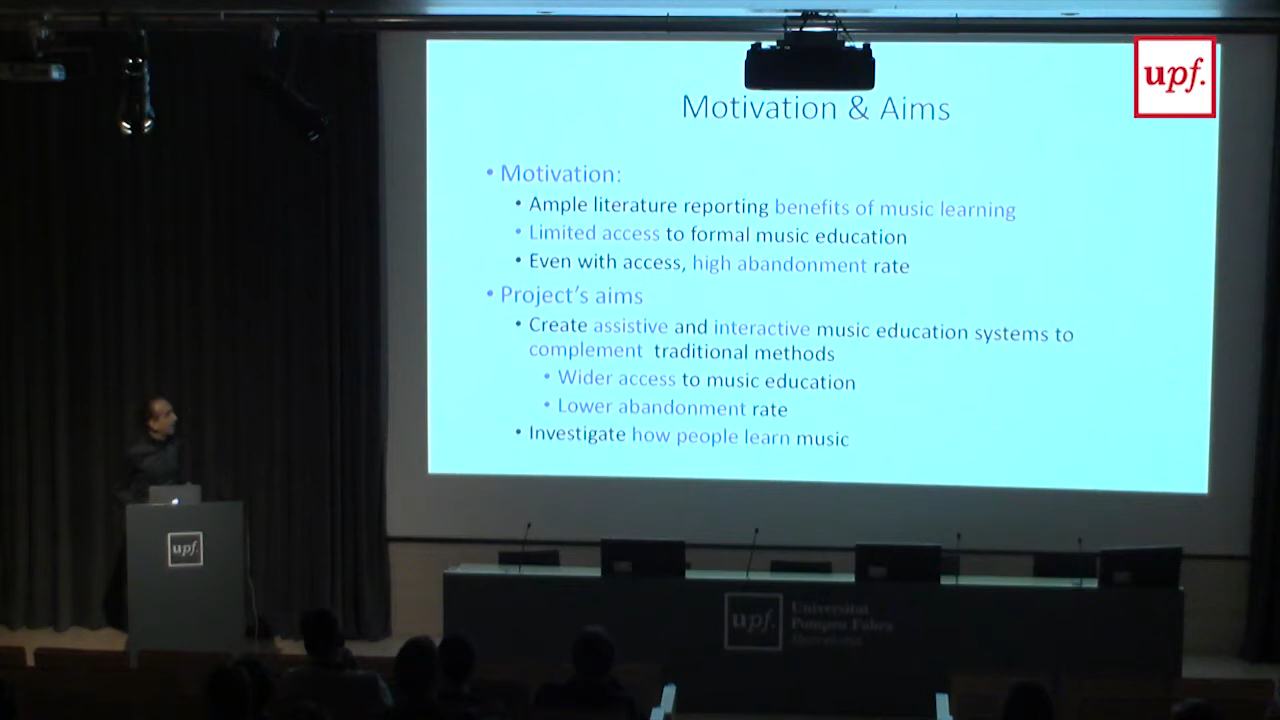 upf.
Motivation & Aims
• Motivation:
• Ample literature reporting benefits of music learning
• Limited access to formal music education
• Even with access, high abandonment rate
• Project's aims
• Create assistive and interactive music education systems to
complement traditional methods
• Wider access to music education
• Lower abandonment rate
• Investigate how people learn music
upf.
upf.
Universitat
Pompeu Fabra
Barcelona